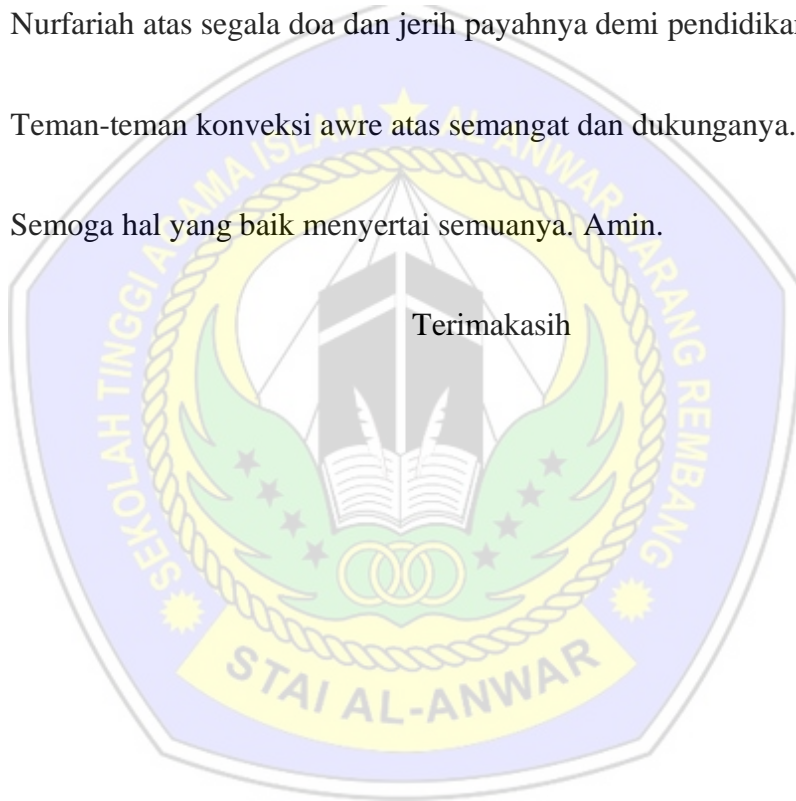 Nurfariah atas segala doa dan jerih payahnya demi pendidikan
Teman-teman konveksi awre atas semangat dan dukunganya.
Semoga hal yang baik menyertai semuanya. Amin.
Terimakasih
SEKOLAH TINGGI AGAMA ISLAM ★ AL-ANWAR SARANG REMBANG
STAI AL-ANWAR